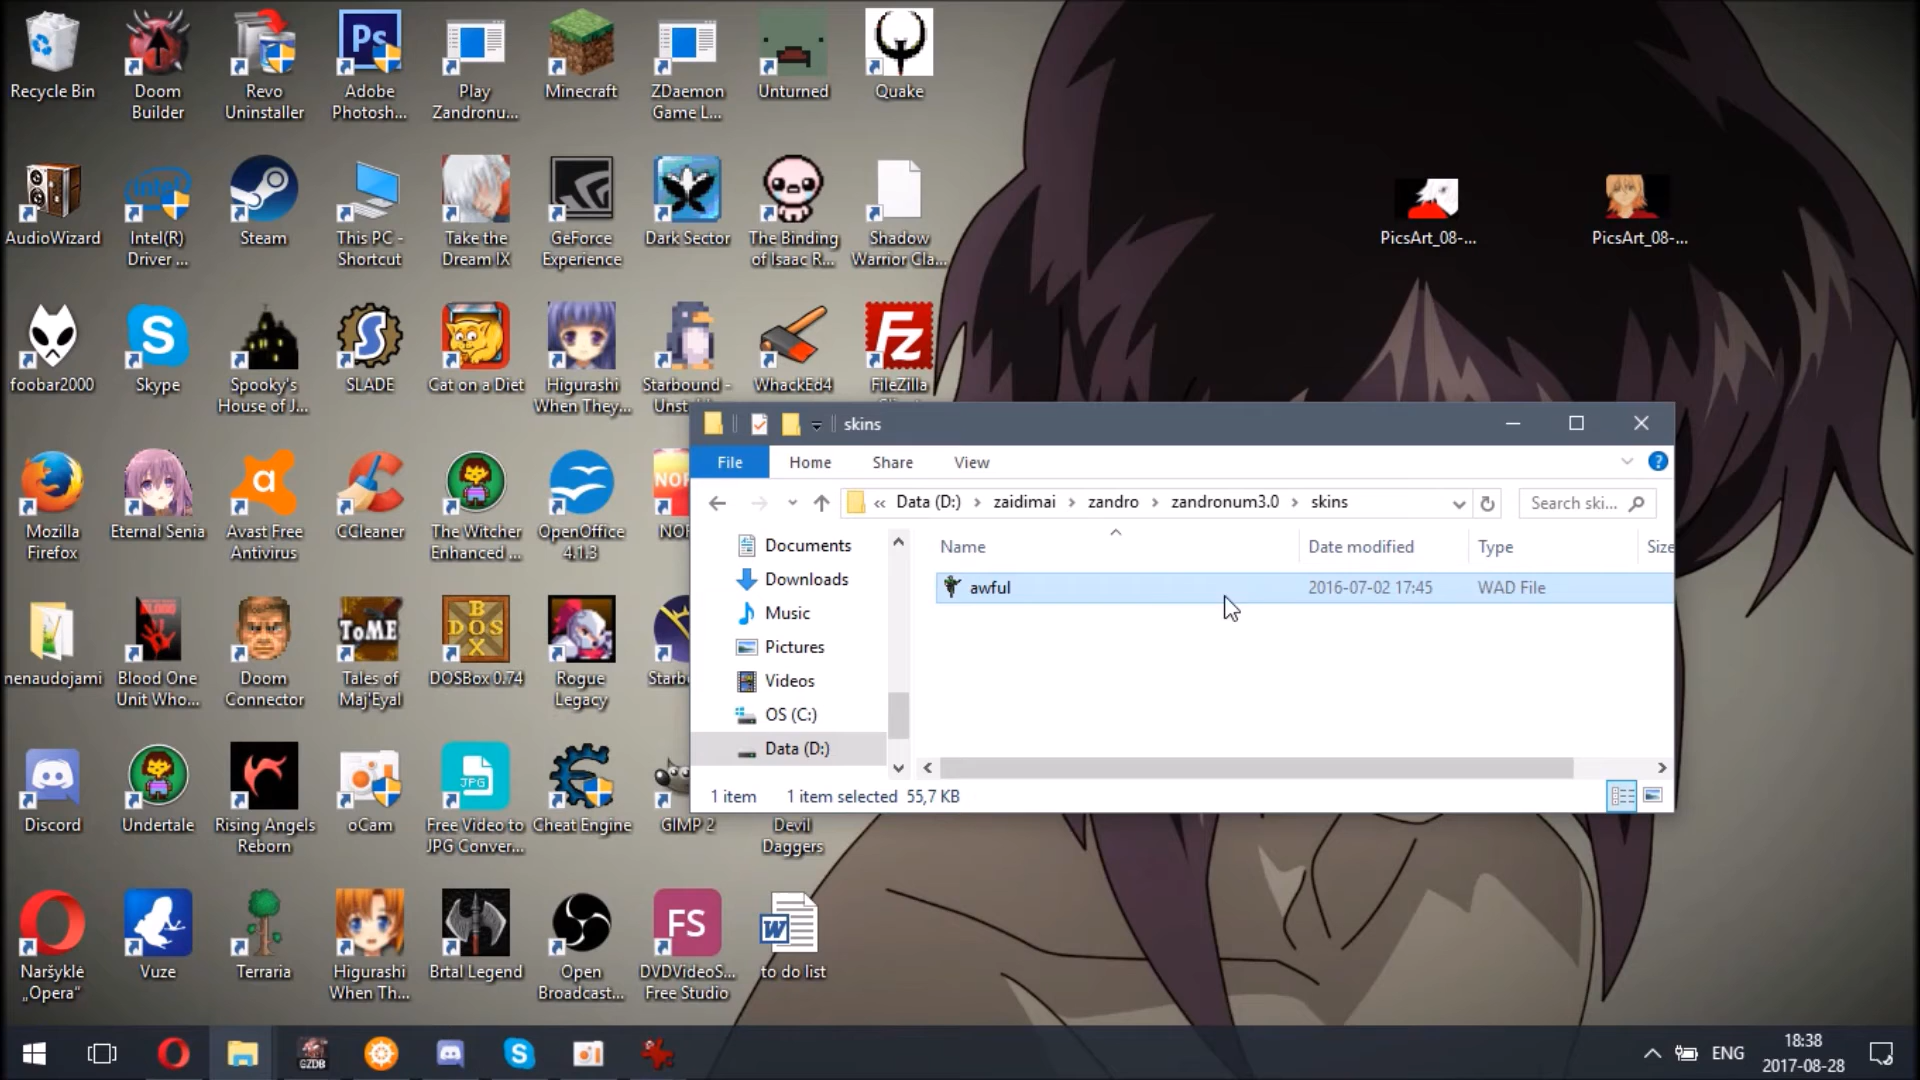 Recycle Bin
Doom
Builder
Revo
Uninstaller
Adobe
Photosh...
Play
Zandronu...
Minecraft
ZDaemon
Game L...
Unturned
Quake
AudioWizard
Intel(R)
Driver ...
Steam
This PC -
Shortcut
Take the
Dream IX
GeForce
Experience
Dark Sector
The Binding
of Isaac R...
Shadow
Warrior Cla...
PicsArt_08-...
PicsArt_08-...
foobar2000
Skype
Spooky's
House of J...
SLADE
Cat on a Diet
Higurashi
When They...
Starbound -
Unst
WhackEd4
FileZilla
skins
File
Home
Share
View
« Data (D:) > zaidimai > zandro > zandronum3.0 > skins
Search ski...
Name
Date modified
Type
Size
awful
2016-07-02 17:45
WAD File
Documents
Downloads
Music
Pictures
Videos
OS (C:)
Data (D:)
1 item
1 item selected 55,7 KB
Mozilla
Firefox
Eternal Senia
Avast Free
Antivirus
CCleaner
The Witcher
Enhanced ...
OpenOffice
4.1.3
NOR
nenaudojami
Blood One
Unit Who...
Doom
Connector
ToME
Tales of
Maj'Eyal
DOSBox 0.74
Rogue
Legacy
Starb
Discord
Undertale
Rising Angels
Reborn
oCam
JPG
Free Video to
JPG Conver...
Cheat Engine
GIMP 2
Devil
Daggers
Naršyklė
„Opera“
Vuze
Terraria
Higurashi
When Th...
Brtal Legend
Open
Broadcast...
FS
DVDVideoS...
Free Studio
to do list
GZDB
ENG
18:38
2017-08-28